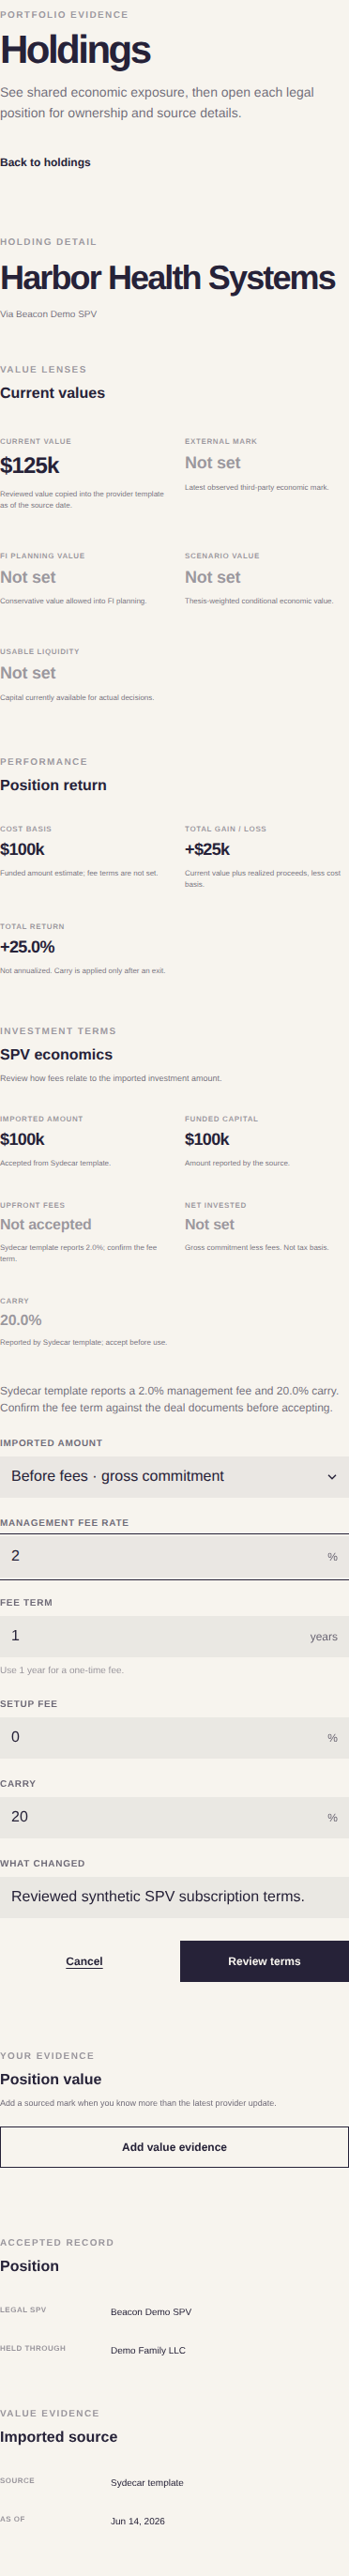 PORTFOLIO EVIDENCE
Holdings
See shared economic exposure, then open each legal
position for ownership and source details.
Back to holdings
HOLDING DETAIL
Harbor Health Systems
Via Beacon Demo SPV
VALUE LENSES
Current values
CURRENT VALUE
$125k
Reviewed value copied into the provider template
as of the source date.
EXTERNAL MARK
Not set
Latest observed third-party economic mark.
FI PLANNING VALUE
Not set
Conservative value allowed into FI planning.
SCENARIO VALUE
Not set
Thesis-weighted conditional economic value.
USABLE LIQUIDITY
Not set
Capital currently available for actual decisions.
PERFORMANCE
Position return
COST BASIS
$100k
Funded amount estimate; fee terms are not set.
TOTAL GAIN / LOSS
+$25k
Current value plus realized proceeds, less cost
basis.
TOTAL RETURN
+25.0%
Not annualized. Carry is applied only after an exit.
INVESTMENT TERMS
SPV economics
Review how fees relate to the imported investment amount.
IMPORTED AMOUNT
$100k
Accepted from Sydecar template.
FUNDED CAPITAL
$100k
Amount reported by the source.
UPFRONT FEES
Not accepted
Sydecar template reports 2.0%; confirm the fee
term.
NET INVESTED
Not set
Gross commitment less fees. Not tax basis.
CARRY
20.0%
Reported by Sydecar template; accept before use.
Sydecar template reports a 2.0% management fee and 20.0% carry.
Confirm the fee term against the deal documents before accepting.
IMPORTED AMOUNT
Before fees · gross commitment
MANAGEMENT FEE RATE
2 %
FEE TERM
1 years
Use 1 year for a one-time fee.
SETUP FEE
0 %
CARRY
20 %
WHAT CHANGED
Reviewed synthetic SPV subscription terms.
Cancel Review terms
YOUR EVIDENCE
Position value
Add a sourced mark when you know more than the latest provider update.
Add value evidence
ACCEPTED RECORD
Position
LEGAL SPV Beacon Demo SPV
HELD THROUGH Demo Family LLC
VALUE EVIDENCE
Imported source
SOURCE Sydecar template
AS OF Jun 14, 2026